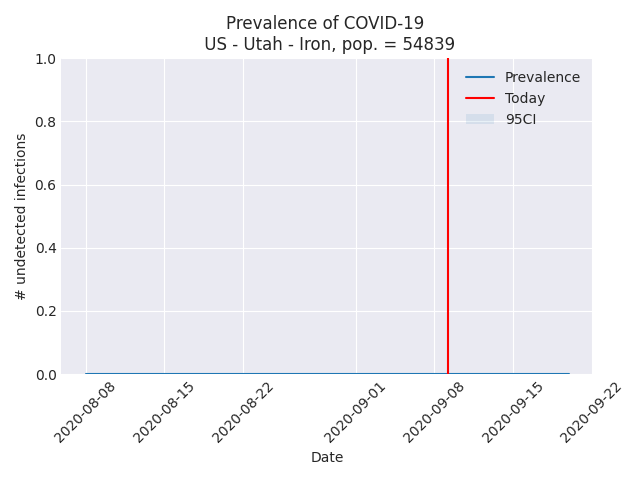 Prevalence of COVID-19
US - Utah - Iron, pop. = 54839
1.0
0.8
0.6
0.4
0.2
0.0
# undetected infections
Prevalence
Today
95CI
2020-08-08
2020-08-15
2020-08-22
2020-09-01
2020-09-08
2020-09-15
2020-09-22
Date